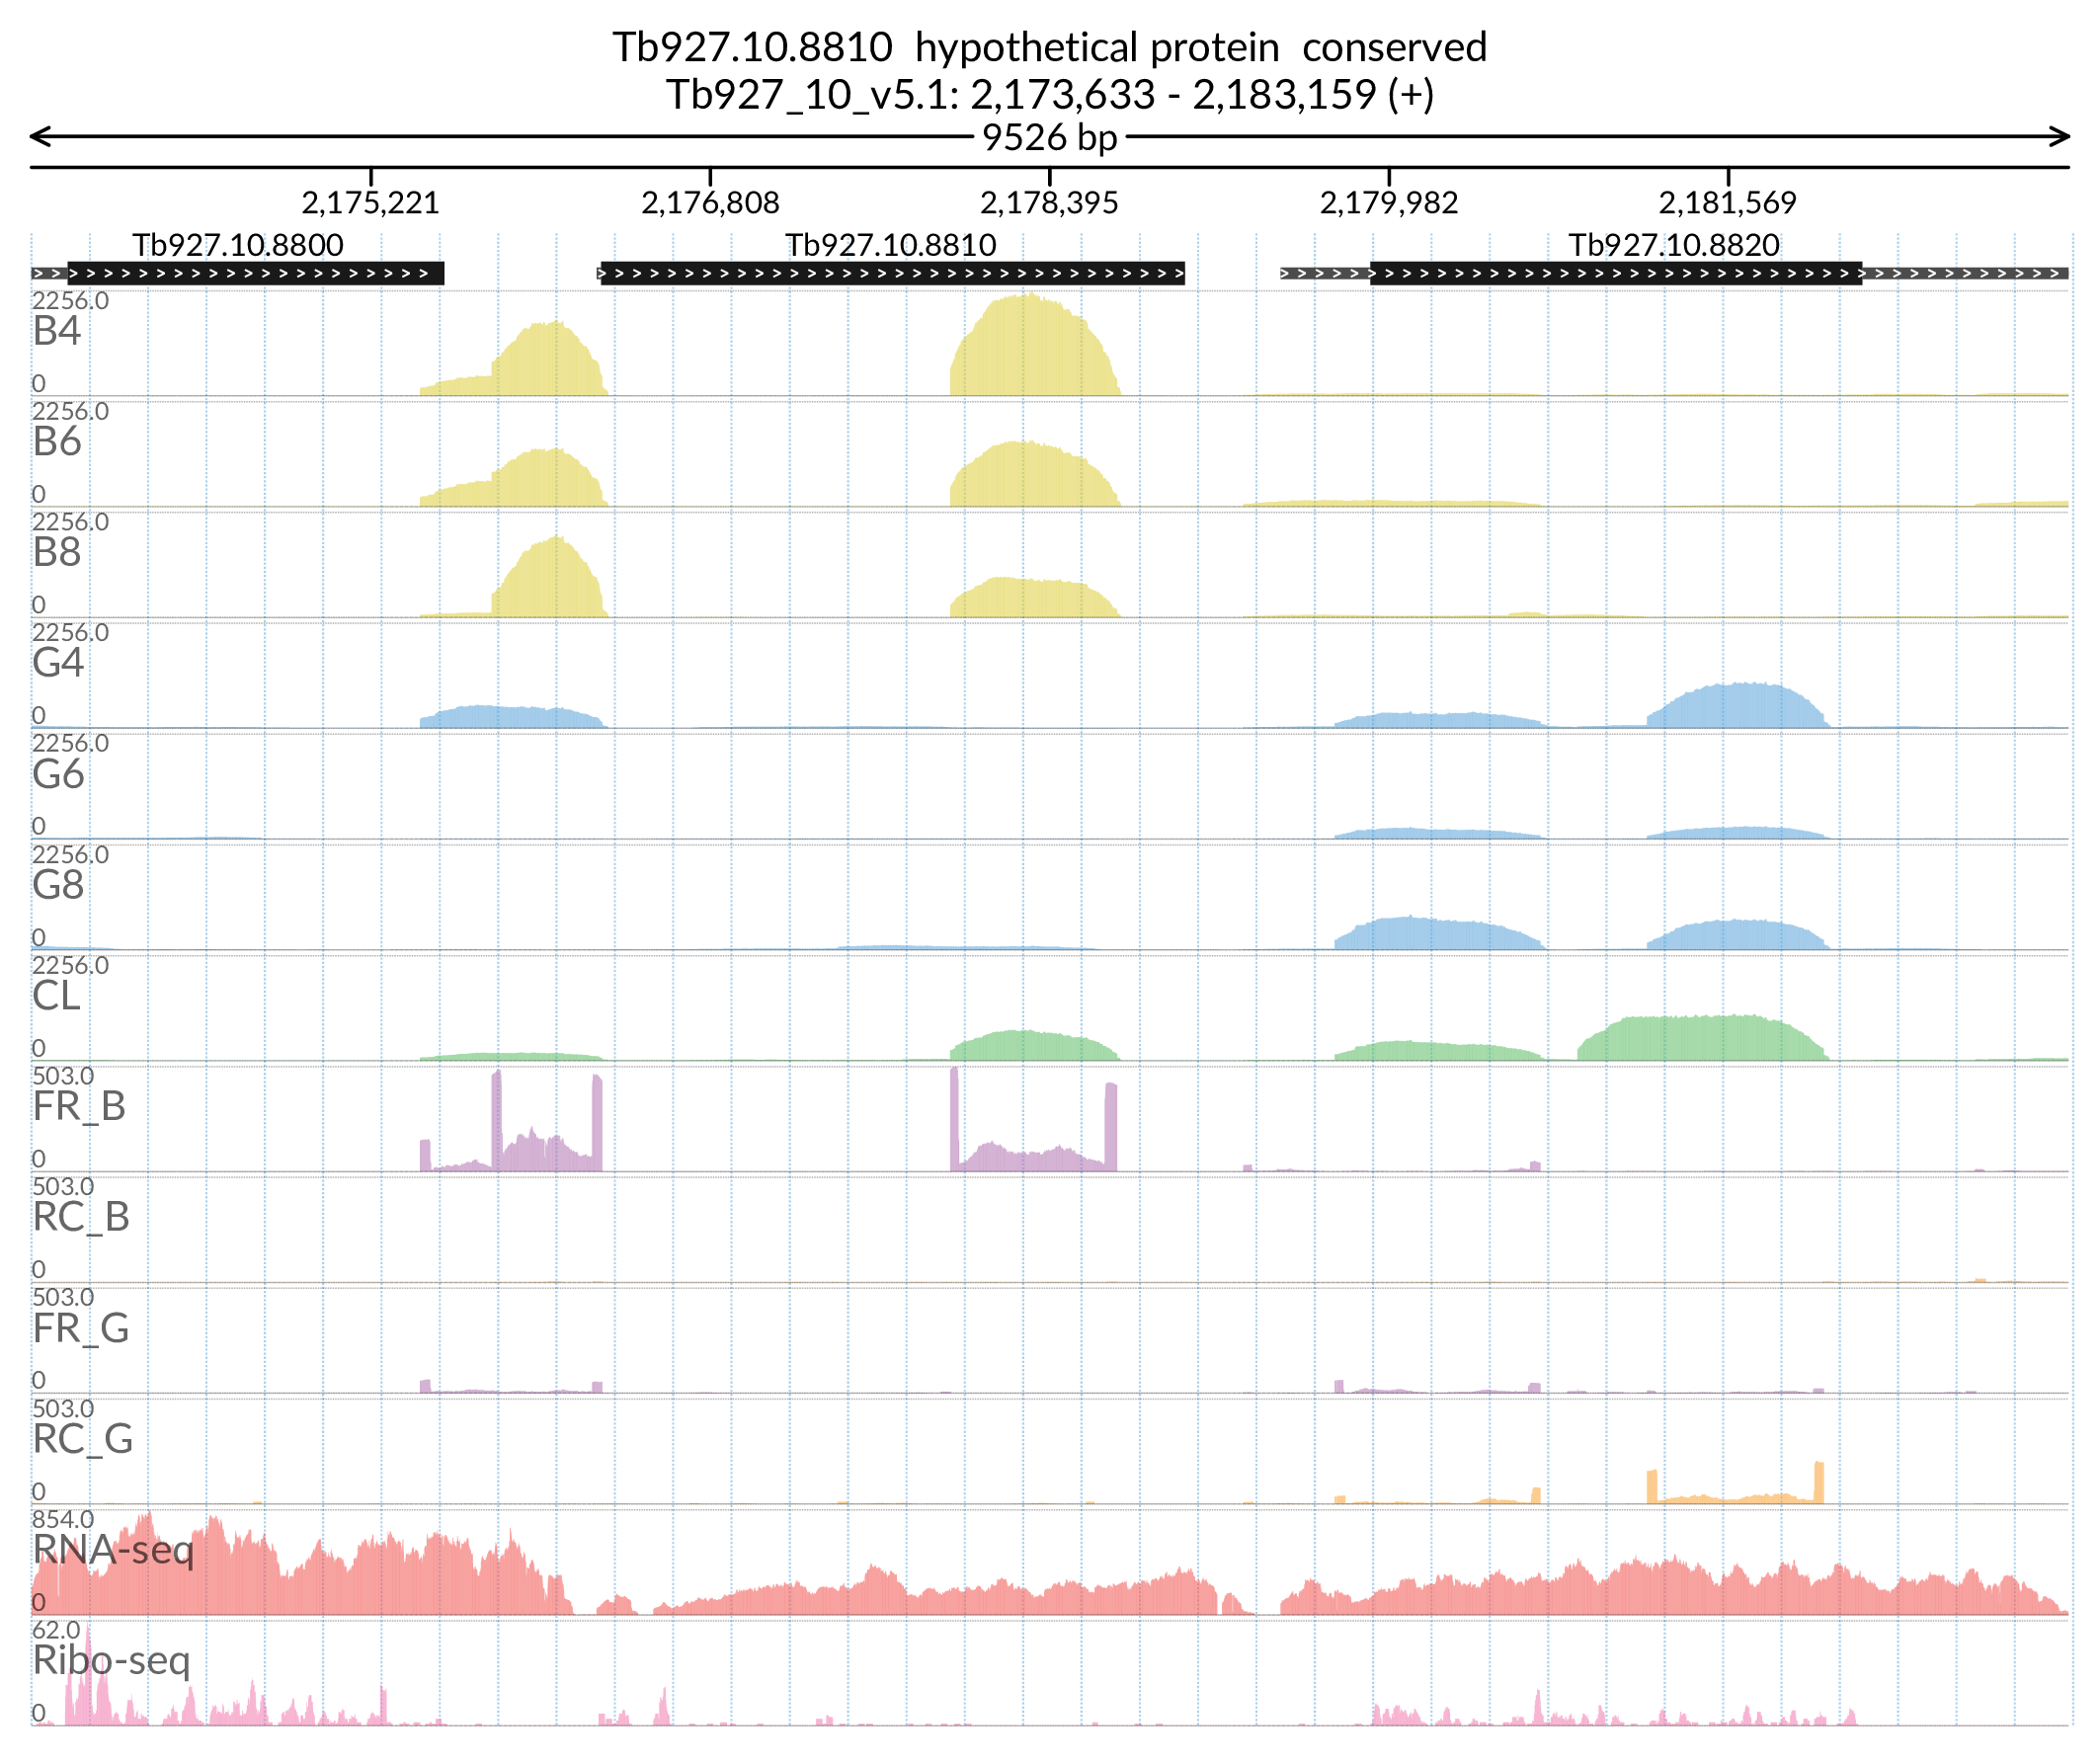 Tb927.10.8810  hypothetical protein  conserved
Tb927_10_v5.1: 2,173,633 - 2,183,159 (+)
9526 bp
2,175,221 2,176,808 2,178,395 2,179,982 2,181,569
Tb927.10.8800 Tb927.10.8810 Tb927.10.8820
2256.0
B4
0
2256.0
B6
0
2256.0
B8
0
2256.0
G4
0
2256.0
G6
0
2256.0
G8
0
2256.0
CL
0
503.0
FR_B
0
503.0
RC_B
0
503.0
FR_G
0
503.0
RC_G
0
854.0
RNA-seq
0
62.0
Ribo-seq
0